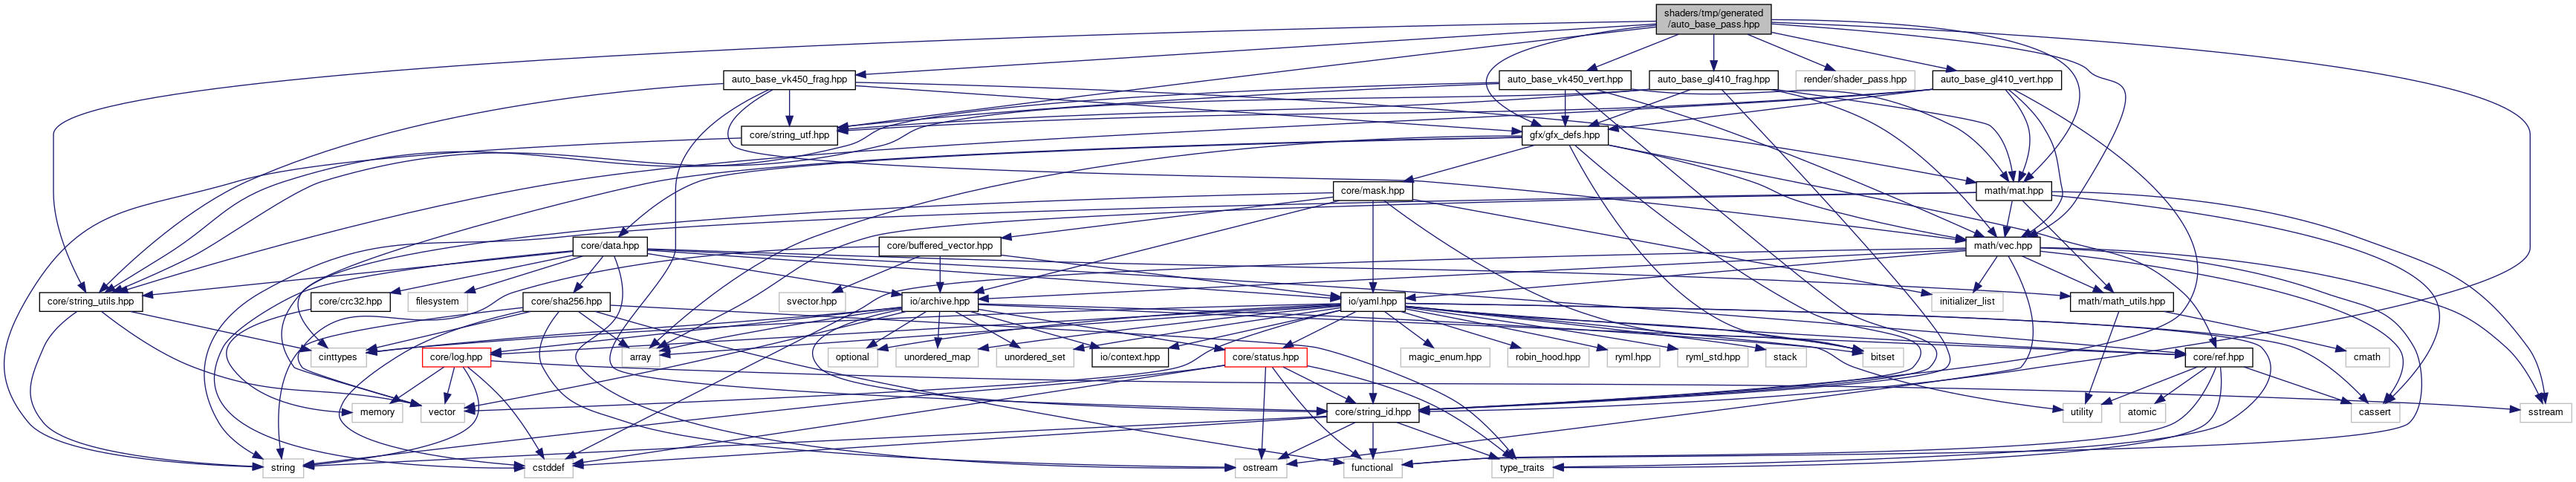 shaders/tmp/generated
/auto_base_pass.hpp
auto_base_vk450_frag.hpp
auto_base_vk450_vert.hpp
auto_base_gl410_frag.hpp
render/shader_pass.hpp
auto_base_gl410_vert.hpp
core/string_utf.hpp
gfx/gfx_defs.hpp
core/mask.hpp
math/mat.hpp
core/data.hpp
core/buffered_vector.hpp
math/vec.hpp
core/string_utils.hpp
core/crc32.hpp
filesystem
core/sha256.hpp
svector.hpp
io/archive.hpp
io/yaml.hpp
initializer_list
math/math_utils.hpp
cinttypes
core/log.hpp
array
optional
unordered_map
unordered_set
io/context.hpp
core/status.hpp
magic_enum.hpp
robin_hood.hpp
ryml.hpp
ryml_std.hpp
stack
bitset
core/ref.hpp
cmath
memory
vector
core/string_id.hpp
utility
atomic
cassert
sstream
string
cstddef
ostream
functional
type_traits